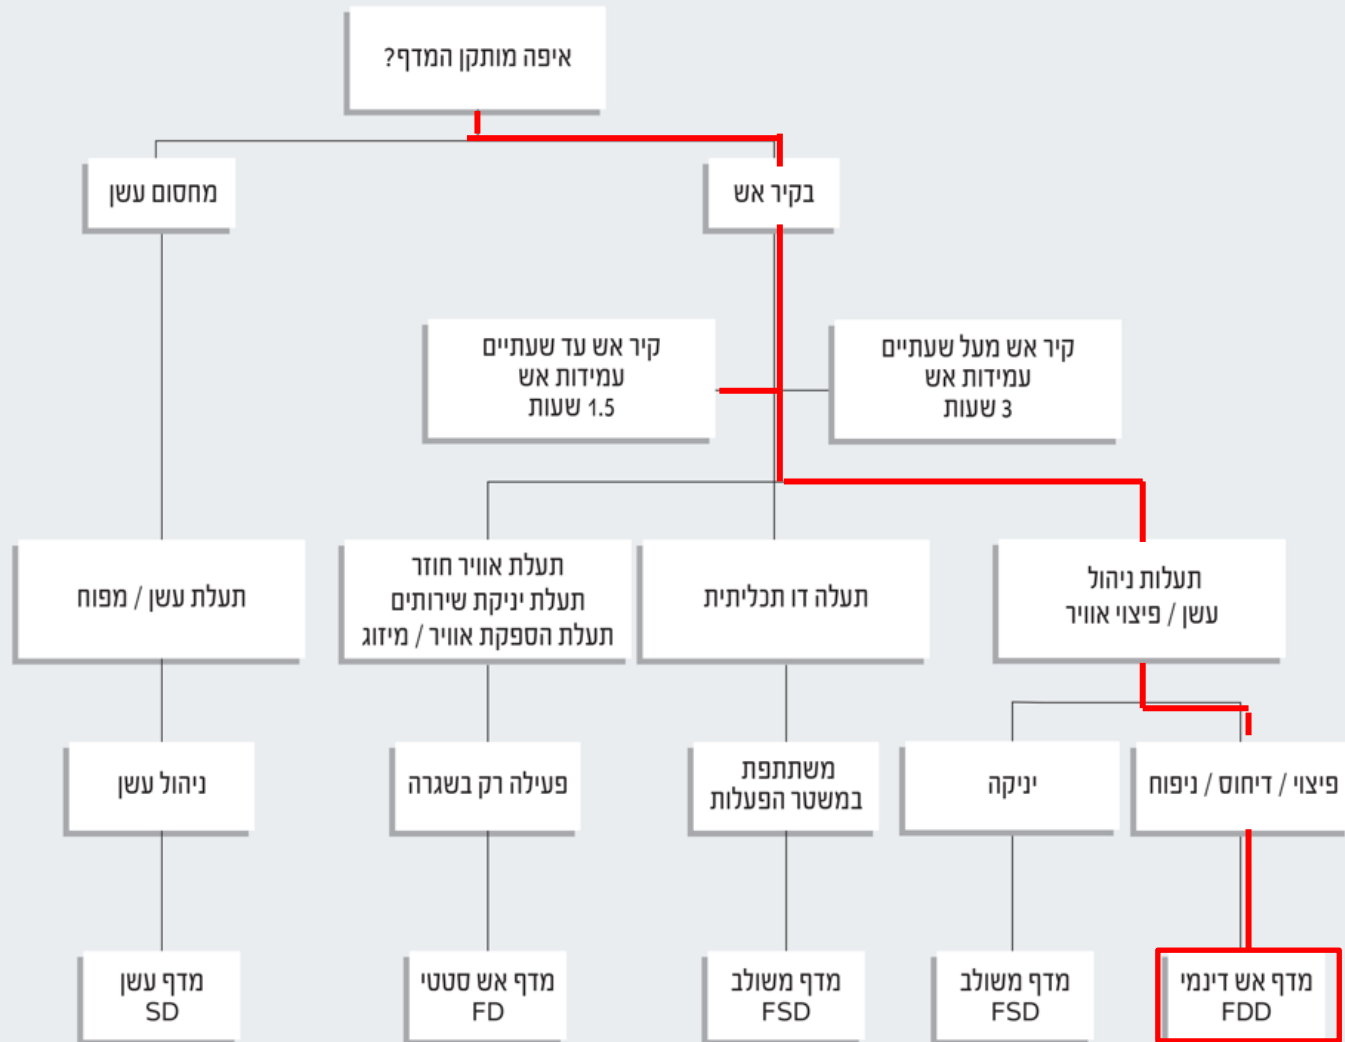 איפה מותקן המדף?
בקיר אש
מחסום עשן
קיר אש מעל שעתיים
עמידות אש
3 שעות
קיר אש עד שעתיים
עמידות אש
1.5 שעות
תעלות ניהול
עשן / פיצוי אוויר
תעלה דו תכליתית
תעלת אוויר חוזר
תעלת יניקת שירותים
תעלת הספקת אוויר / מיזוג
תעלת עשן / מפוח
פיצוי / דיחוס / ניפוח
יניקה
משתתפת
במשטר הפעלות
פעילה רק בשגרה
ניהול עשן
מדף אש דינמי
FDD
מדף משולב
FSD
מדף משולב
FSD
מדף אש סטטי
FD
מדף עשן
SD